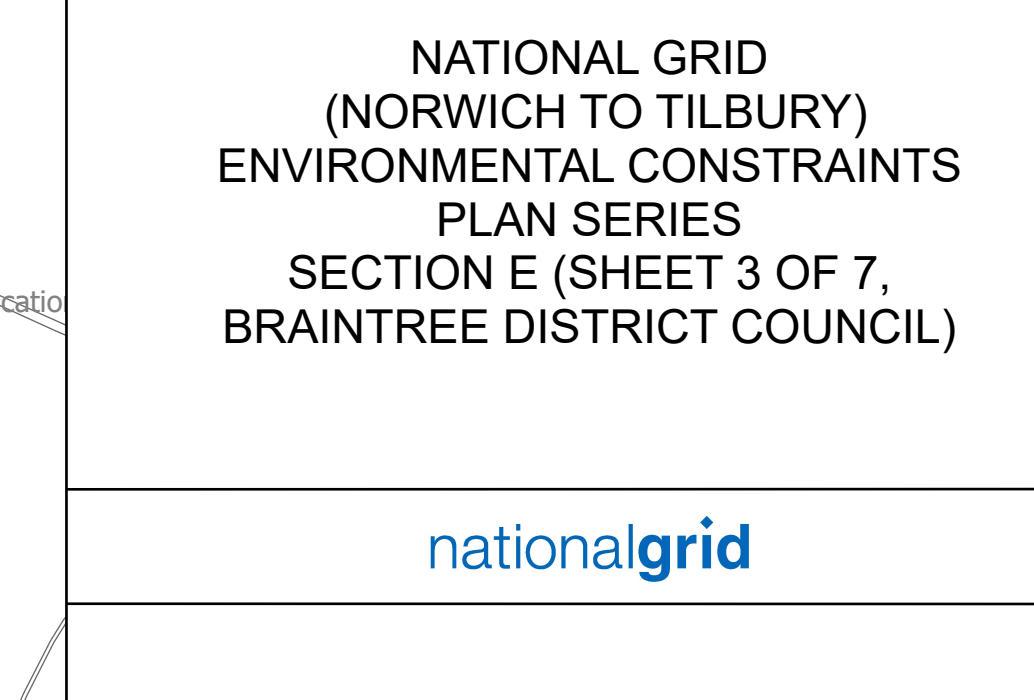 NATIONAL GRID
(NORWICH TO TILBURY)
ENVIRONMENTAL CONSTRAINTS
PLAN SERIES
SECTION E (SHEET 3 OF 7,
BRAINTREE DISTRICT COUNCIL)
nationalgrid